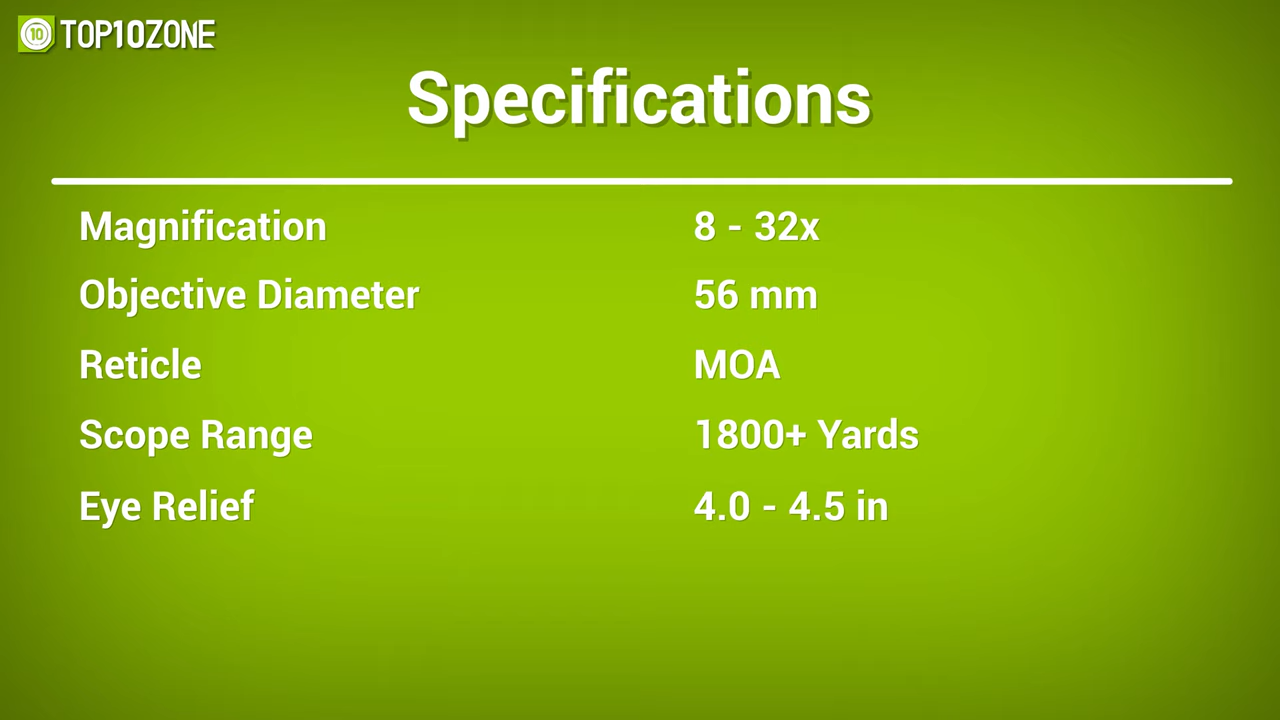 10 TOP10ZONE
Specifications
Magnification 8 - 32x
Objective Diameter 56 mm
Reticle MOA
Scope Range 1800+ Yards
Eye Relief 4.0 - 4.5 in